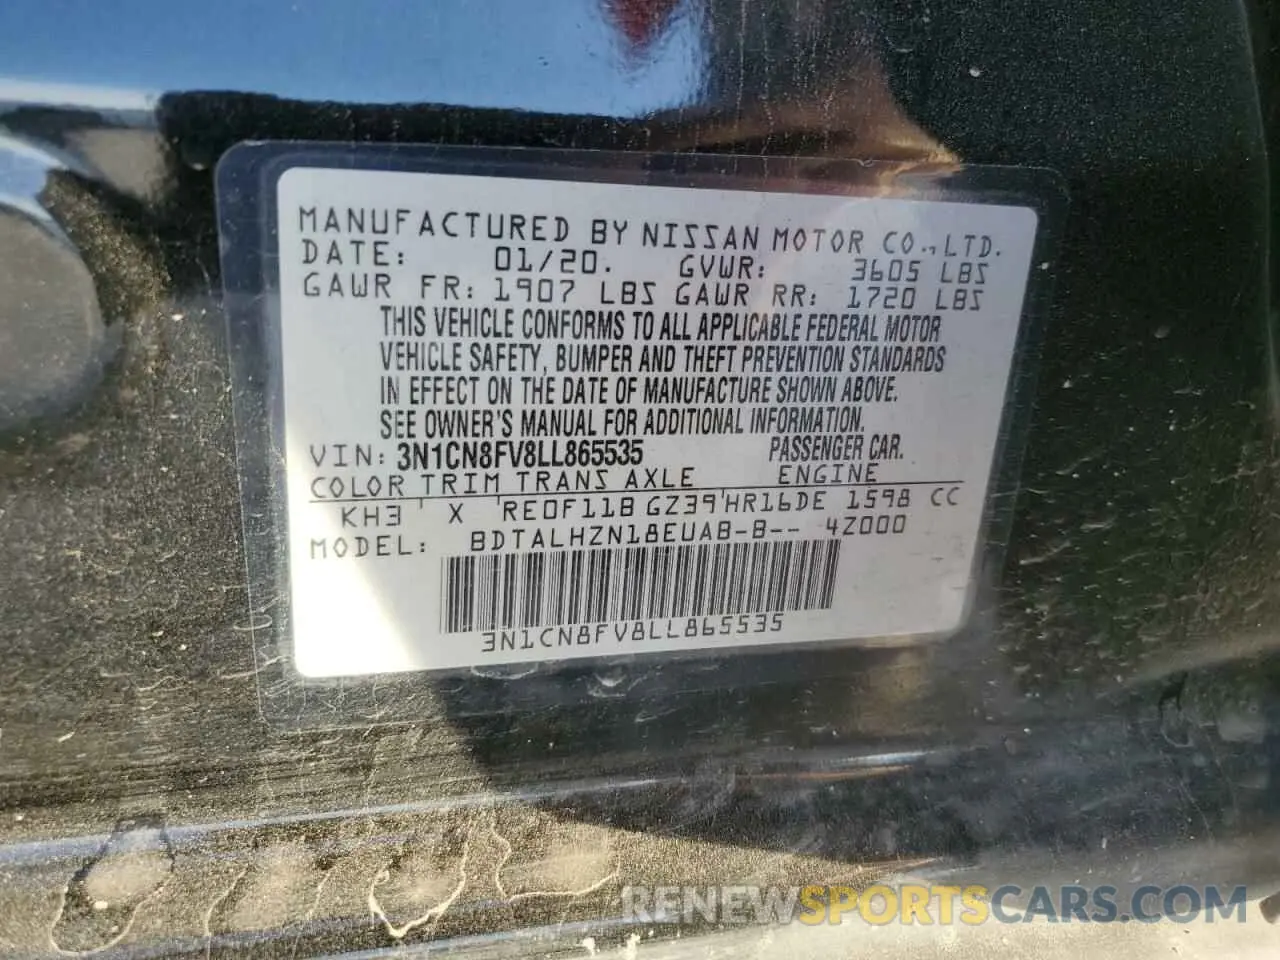 MANUFACTURED BY NISSAN MOTOR CO., LTD.
DATE: 01/20. GVWR: 3605 LBS
GAWR FR: 1907 LBS GAWR RR: 1720 LBS
THIS VEHICLE CONFORMS TO ALL APPLICABLE FEDERAL MOTOR
VEHICLE SAFETY, BUMPER AND THEFT PREVENTION STANDARDS
IN EFFECT ON THE DATE OF MANUFACTURE SHOWN ABOVE.
SEE OWNER'S MANUAL FOR ADDITIONAL INFORMATION.
VIN: 3N1CN8FV8LL865535 PASSENGER CAR.
COLOR TRIM TRANS AXLE ENGINE
KH3 ' X ' RE0F11B GZ39 ' HR16DE 1598 CC
MODEL: BDTALHZN18EUAB-B-- 4Z000
3N1CN8FV8LL865535
RENEWSPORTSCARS.COM